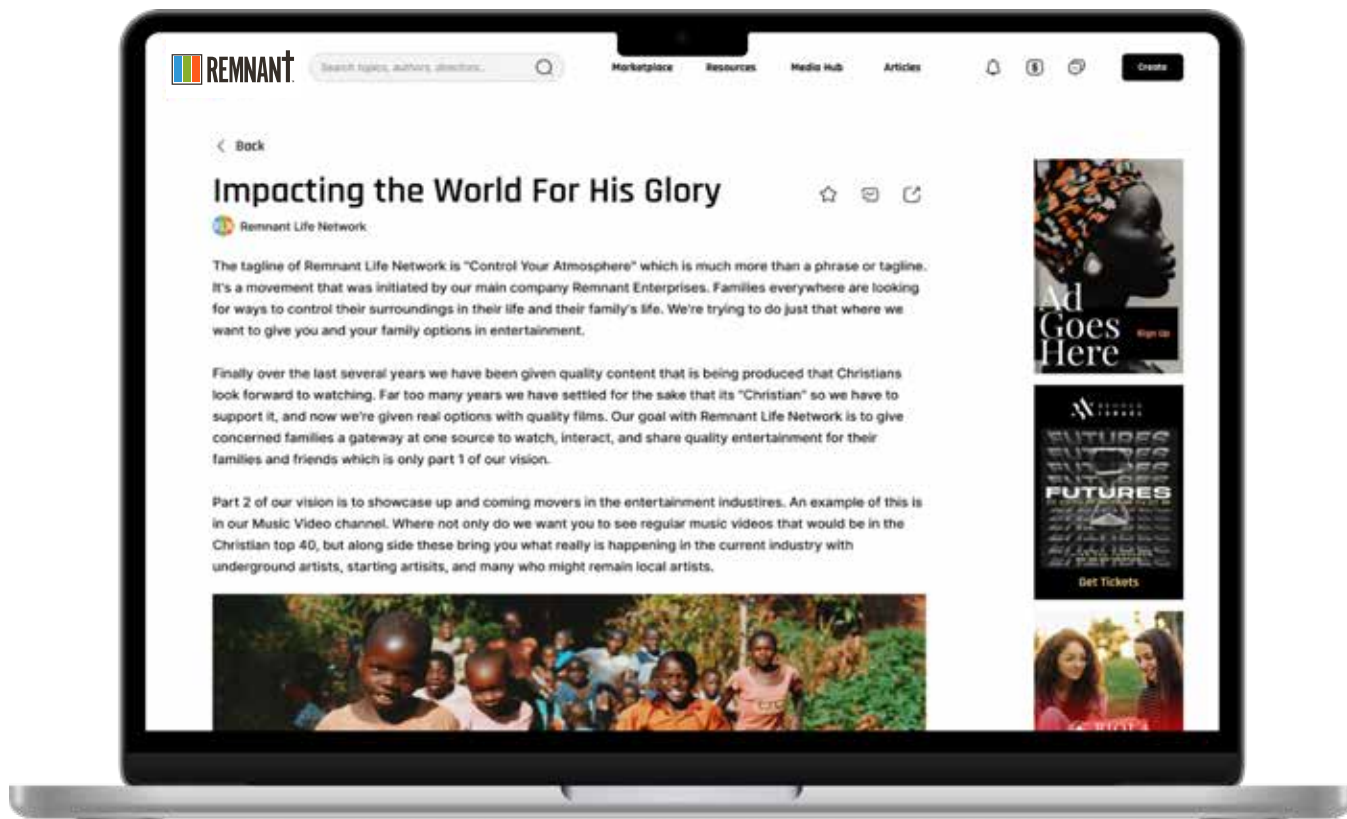 REMNANT
Search topics, authors, directors...
Marketplace
Resources
Media Hub
Articles
Create
Back
Impacting the World For His Glory
Remnant Life Network
The tagline of Remnant Life Network is "Control Your Atmosphere" which is much more than a phrase or tagline.
It's a movement that was initiated by our main company Remnant Enterprises. Families everywhere are looking
for ways to control their surroundings in their life and their family's life. We're trying to do just that where we
want to give you and your family options in entertainment.
Finally over the last several years we have been given quality content that is being produced that Christians
look forward to watching. Far too many years we have settled for the sake that its "Christian" so we have to
support it, and now we're given real options with quality films. Our goal with Remnant Life Network is to give
concerned families a gateway at one source to watch, interact, and share quality entertainment for their
families and friends which is only part 1 of our vision.
Part 2 of our vision is to showcase up and coming movers in the entertainment industires. An example of this is
in our Music Video channel. Where not only do we want you to see regular music videos that would be in the
Christian top 40, but along side these bring you what really is happening in the current industry with
underground artists, starting artisits, and many who might remain local artists.
Ad
Goes
Here
Sign Up
FUTURES
FUTURES
Get Tickets
BIOLA